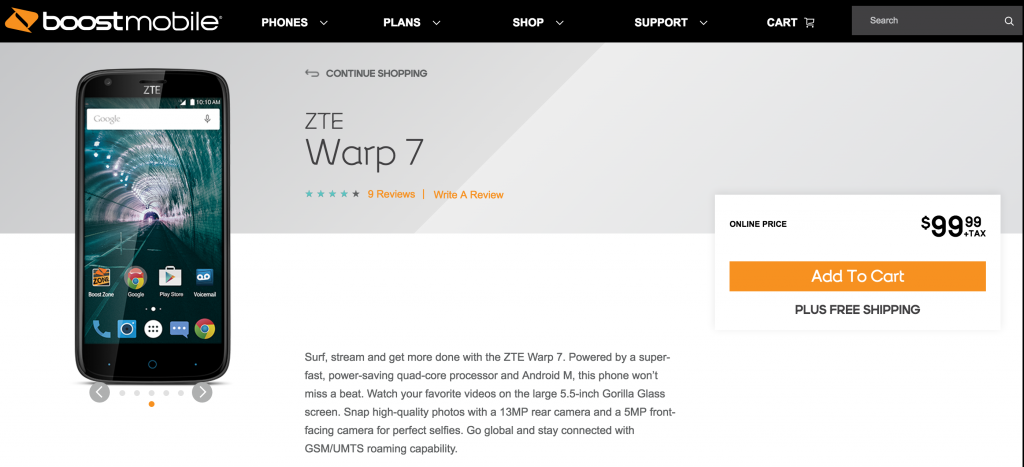 boostmobile
PHONES
PLANS
SHOP
SUPPORT
CART
Search
CONTINUE SHOPPING
ZTE
10:10 AM
Google
Boost Zone
Google
Play Store
Voicemail
ZTE
Warp 7
9 Reviews | Write A Review
ONLINE PRICE
$99.99
+TAX
Add To Cart
PLUS FREE SHIPPING
Surf, stream and get more done with the ZTE Warp 7. Powered by a super-
fast, power-saving quad-core processor and Android M, this phone won't
miss a beat. Watch your favorite videos on the large 5.5-inch Gorilla Glass
screen. Snap high-quality photos with a 13MP rear camera and a 5MP front-
facing camera for perfect selfies. Go global and stay connected with
GSM/UMTS roaming capability.